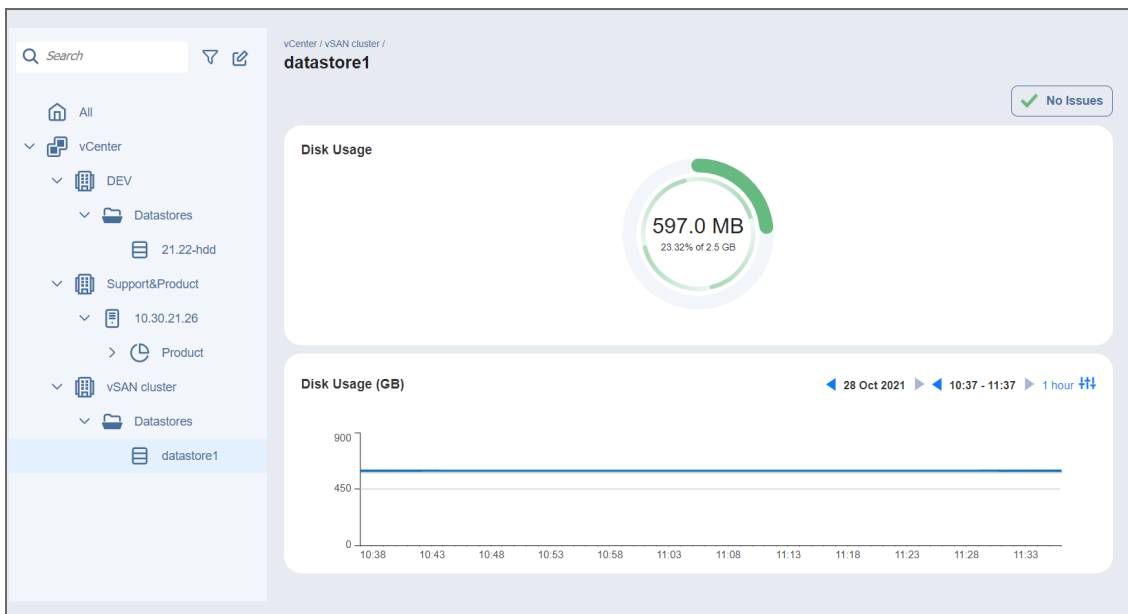 Search
All
vCenter
DEV
Datastores
21.22-hdd
Support&Product
10.30.21.26
Product
vSAN cluster
Datastores
datastore1
vCenter / vSAN cluster /
datastore1
No Issues
Disk Usage
597.0 MB
23.32% of 2.5 GB
Disk Usage (GB)
28 Oct 2021 10:37 - 11:37 1 hour
900
450
0
10:38 10:43 10:48 10:53 10:58 11:03 11:08 11:13 11:18 11:23 11:28 11:33